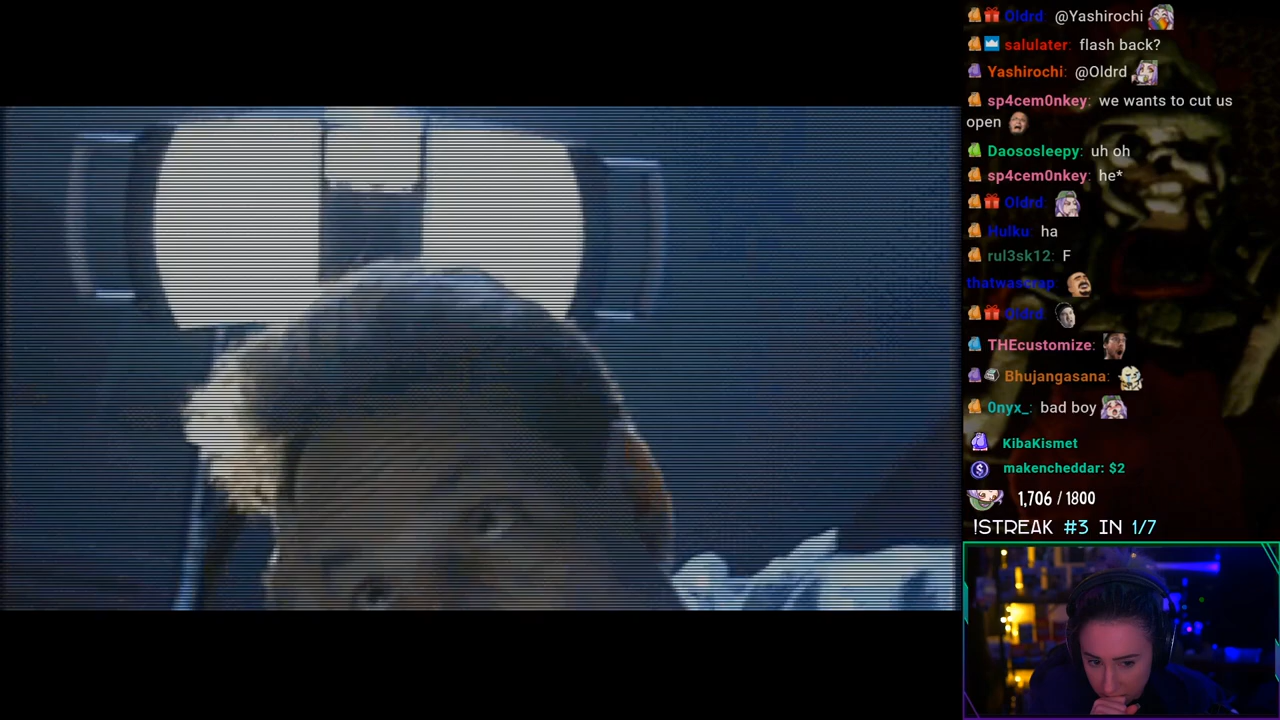 Oldrd: @Yashirochi
salulater: flash back?
Yashirochi: @Oldrd
sp4cem0nkey: we wants to cut us
open
Daososleepy: uh oh
sp4cem0nkey: he*
Oldrd:
Hulku: ha
rul3sk12: F
thatwascrap
Oldrd:
THEcustomize:
Bhujangasana:
0nyx_: bad boy
KibaKismet
makencheddar: $2
1,706 / 1800
!STREAK #3 IN 1/7